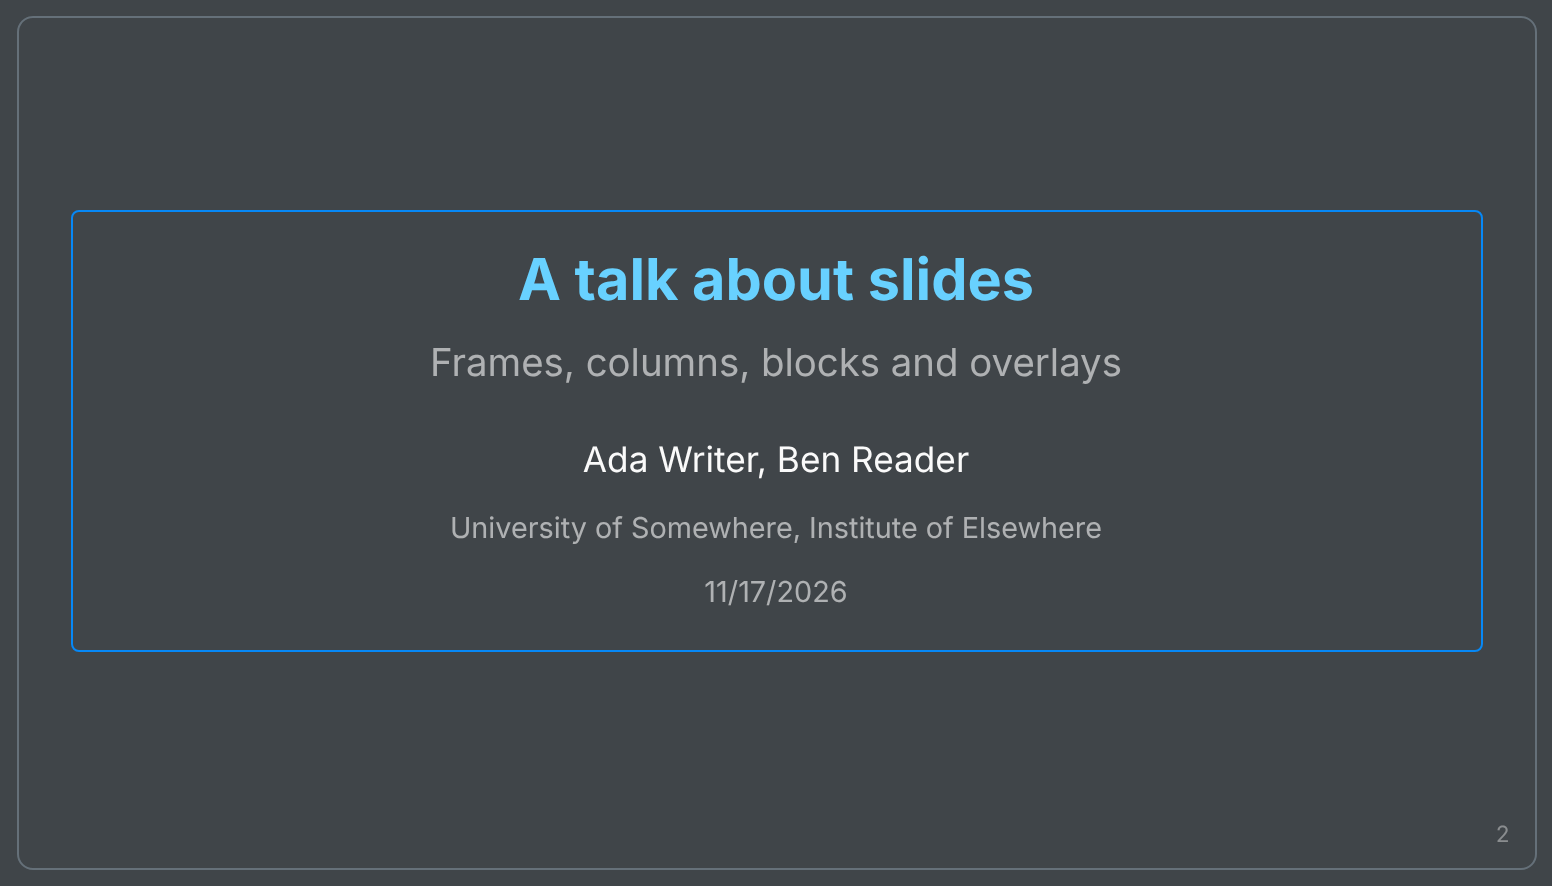 A talk about slides
Frames, columns, blocks and overlays
Ada Writer, Ben Reader
University of Somewhere, Institute of Elsewhere
11/17/2026
2